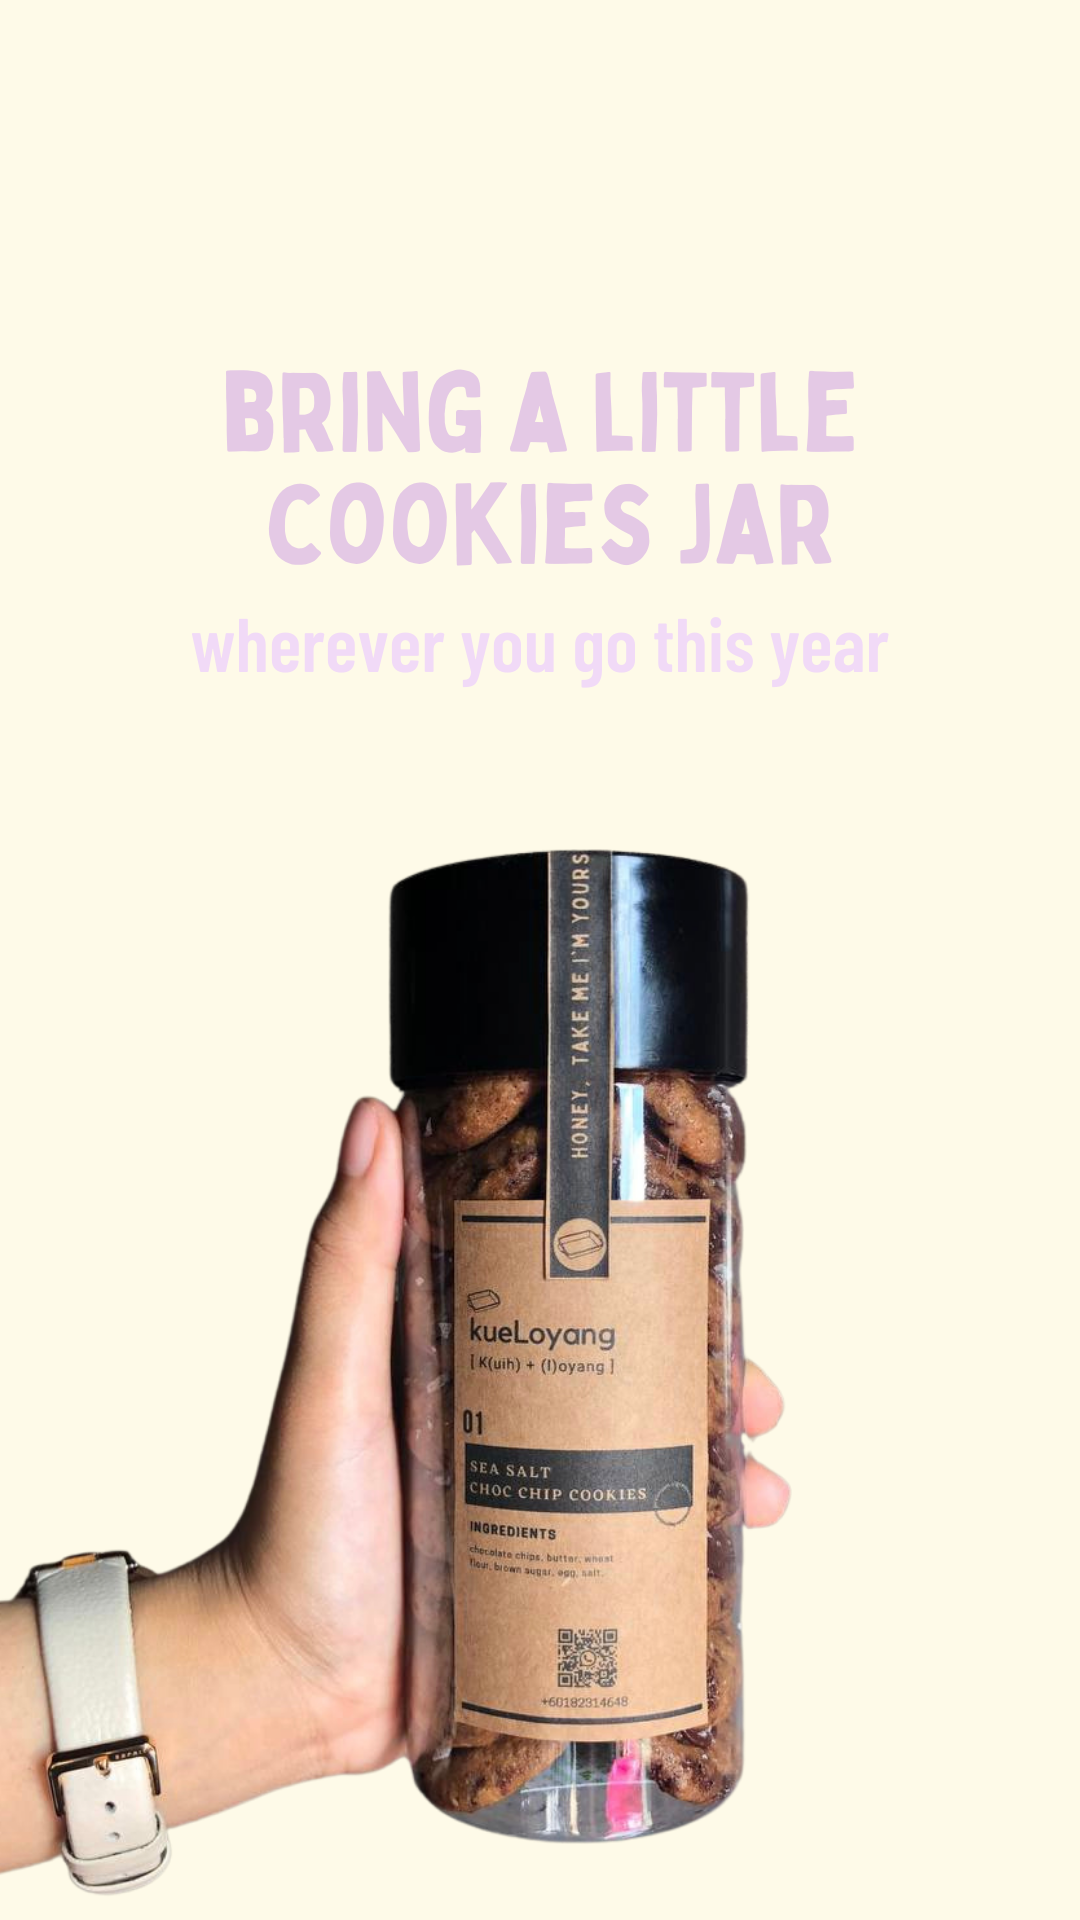 BRING A LITTLE
COOKIES JAR
wherever you go this year
HONEY, TAKE ME I'M YOURS
kueLoyang
[ K(uih) + (l)oyang ]
01
SEA SALT
CHOC CHIP COOKIES
INGREDIENTS
chocolate chips, butter, wheat
flour, brown sugar, egg, salt.
+60182314648